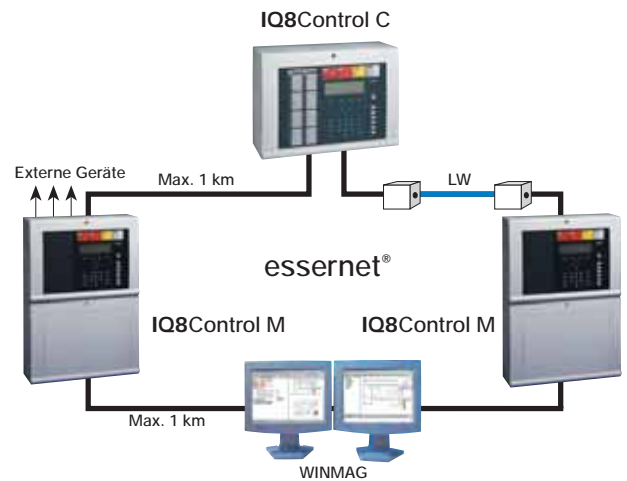 IQ8Control C
Externe Geräte
Max. 1 km
LW
essernet®
IQ8Control M
IQ8Control M
Max. 1 km
WINMAG